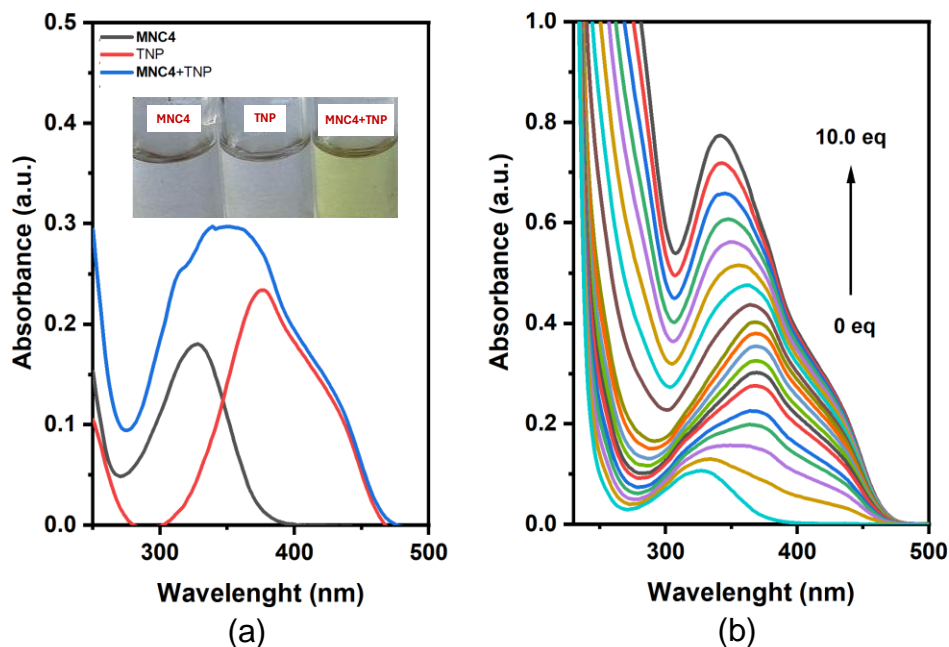 MNC4
TNP
MNC4+TNP
MNC4
TNP
MNC4+TNP
0.5
0.4
0.3
0.2
0.1
0.0
Absorbance (a.u.)
300
400
500
Wavelenght (nm)
(a)
10.0 eq
0 eq
1.0
0.8
0.6
0.4
0.2
0.0
Absorbance (a.u.)
300
400
500
Wavelenght (nm)
(b)